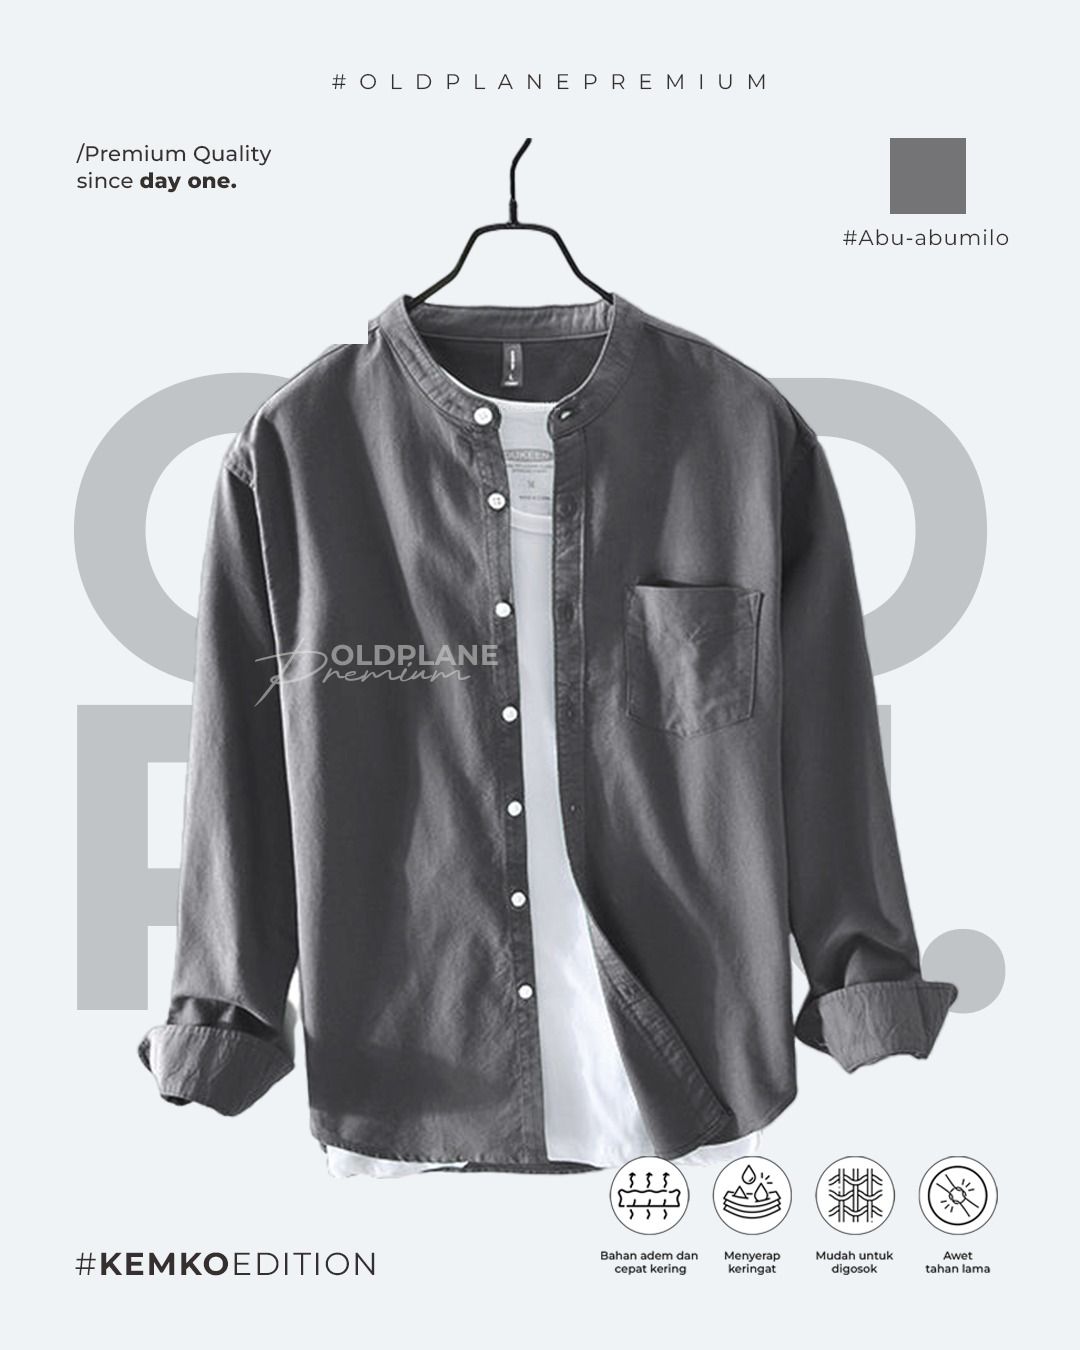 #OLDPLANEPREMIUM
/Premium Quality
since day one.
#Abu-abumilo
OLDPLANE
Premium
#KEMKOEDITION
Bahan adem dan
cepat kering
Menyerap
keringat
Mudah untuk
digosok
Awet
tahan lama